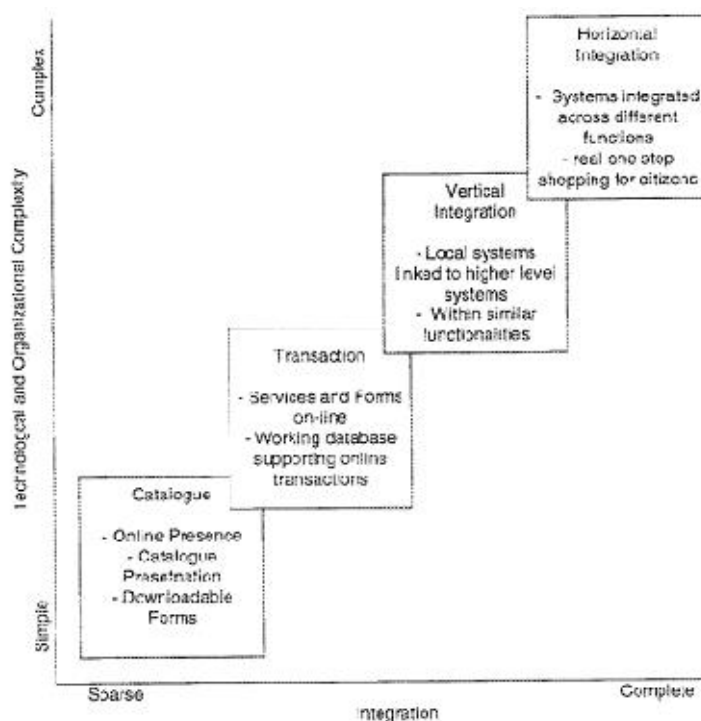 Technological and Organizational Complexity
Complex
Simple
Horizontal
Integration
- Systems integrated
across different
functions
- real one stop
shopping for citizens
Vertical
Integration
- Local systems
linked to higher level
systems
- Within similar
functionalities
Transaction
- Services and Forms
on-line
- Working database
supporting online
transactions
Catalogue
- Online Presence
- Catalogue
Presetnation
- Downloadable
Forms
Sparse
Complete
Integration